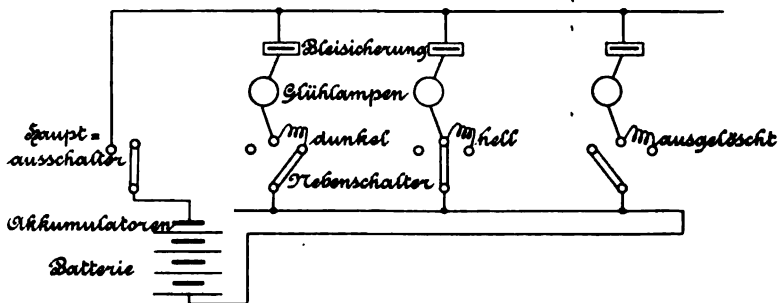 Bleisicherung
Glühlampen
Haupt=
ausschalter
dunkel
hell
ausgelöscht
Nebenschalter
Akkumulatoren
Batterie